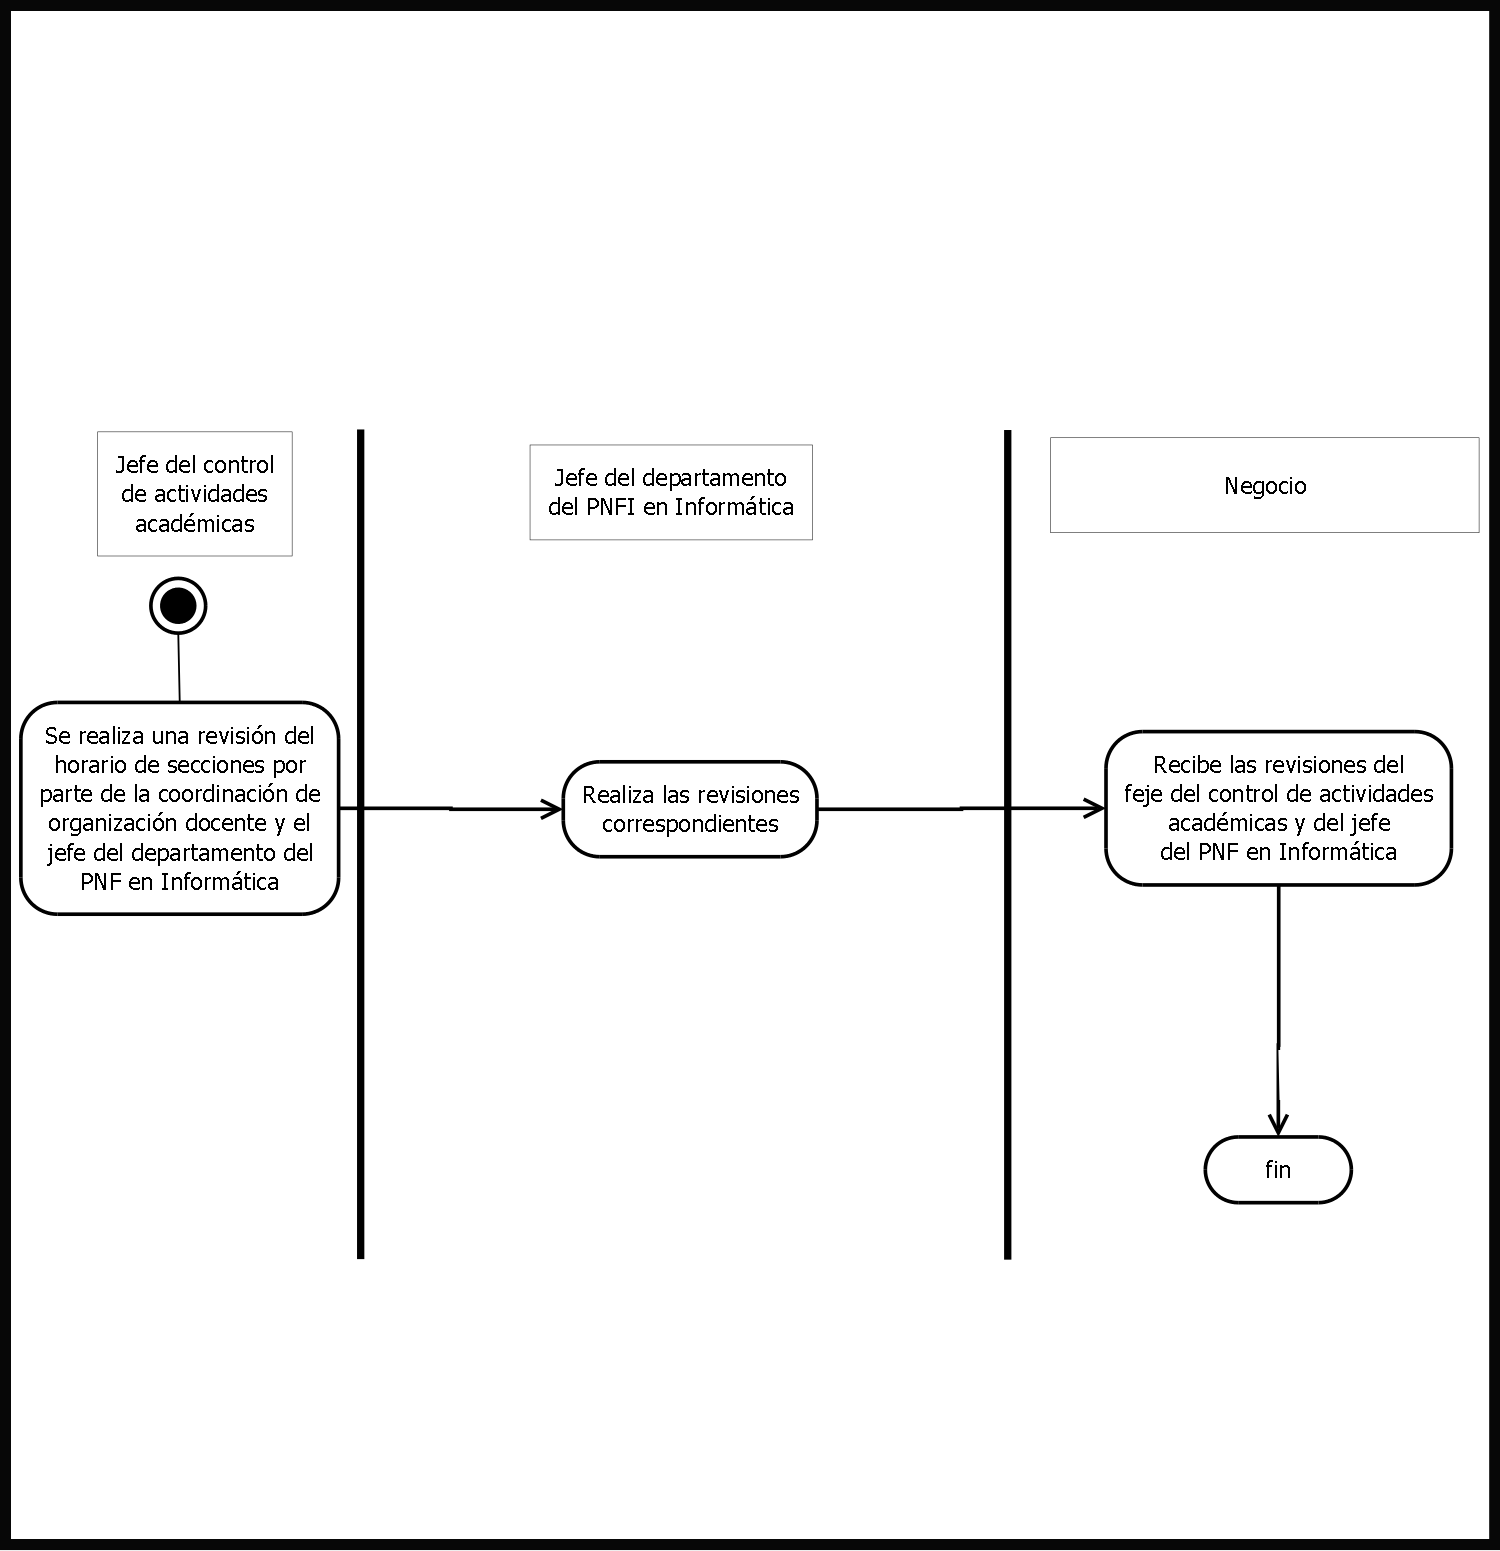 Jefe del control
de actividades
académicas
Jefe del departamento
del PNFI en Informática
Negocio
Se realiza una revisión del
horario de secciones por
parte de la coordinación de
organización docente y el
jefe del departamento del
PNF en Informática
Realiza las revisiones
correspondientes
Recibe las revisiones del
feje del control de actividades
académicas y del jefe
del PNF en Informática
fin